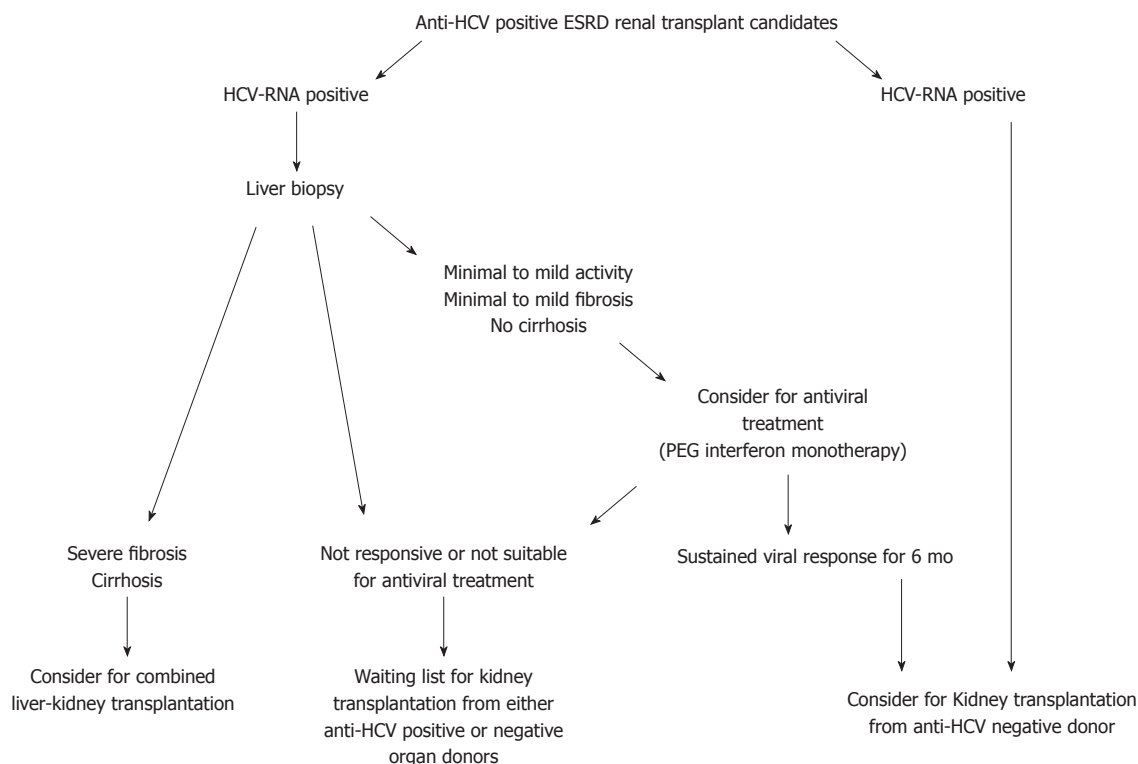 Anti-HCV positive ESRD renal transplant candidates
HCV-RNA positive
HCV-RNA positive
Liver biopsy
Minimal to mild activity
Minimal to mild fibrosis
No cirrhosis
Consider for antiviral
treatment
(PEG interferon monotherapy)
Severe fibrosis
Cirrhosis
Not responsive or not suitable
for antiviral treatment
Sustained viral response for 6 mo
Consider for combined
liver-kidney transplantation
Waiting list for kidney
transplantation from either
anti-HCV positive or negative
organ donors
Consider for Kidney transplantation
from anti-HCV negative donor